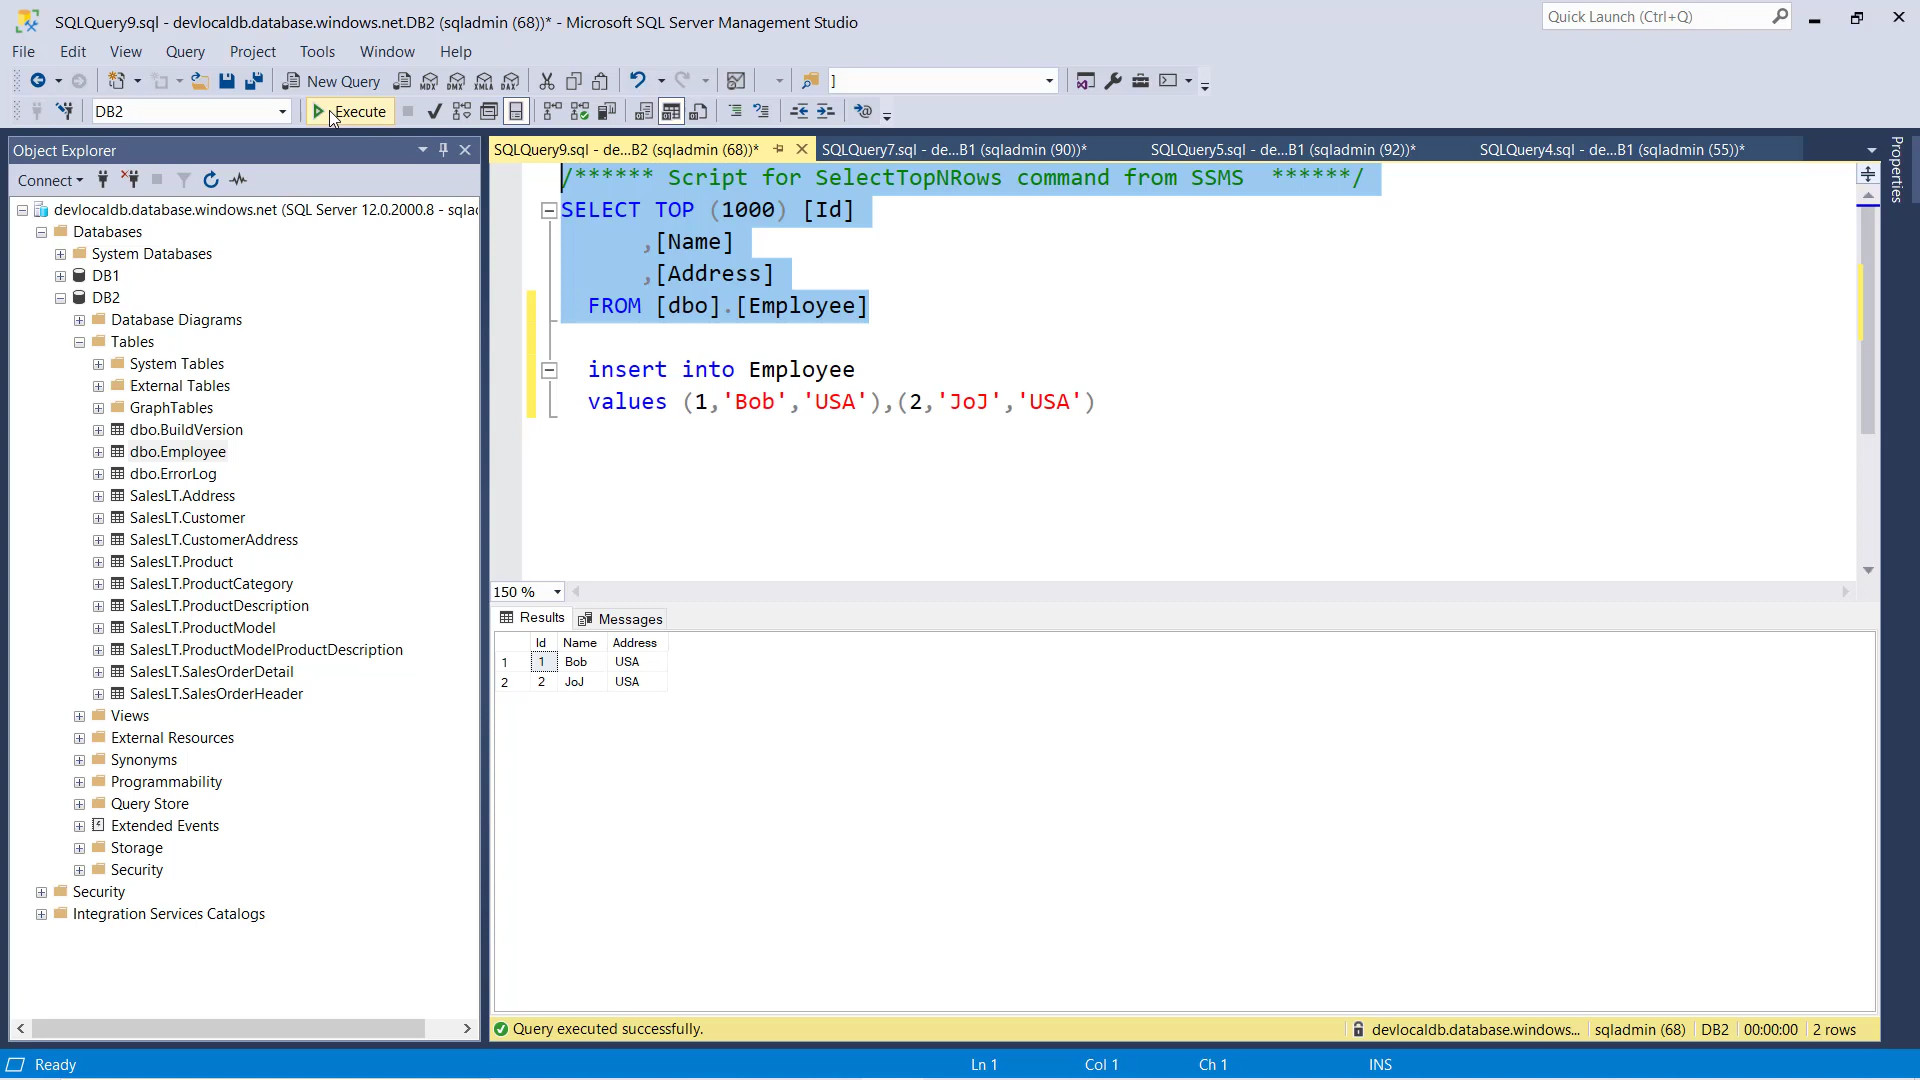 SQLQuery9.sql - devlocaldb.database.windows.net.DB2 (sqladmin (68))* - Microsoft SQL Server Management Studio
Quick Launch (Ctrl+Q)
File Edit View Query Project Tools Window Help
New Query
MDX DMX XMLA DAX
]
DB2
Execute
Object Explorer
Connect
devlocaldb.database.windows.net (SQL Server 12.0.2000.8 - sqla
Databases
System Databases
DB1
DB2
Database Diagrams
Tables
System Tables
External Tables
GraphTables
dbo.BuildVersion
dbo.Employee
dbo.ErrorLog
SalesLT.Address
SalesLT.Customer
SalesLT.CustomerAddress
SalesLT.Product
SalesLT.ProductCategory
SalesLT.ProductDescription
SalesLT.ProductModel
SalesLT.ProductModelProductDescription
SalesLT.SalesOrderDetail
SalesLT.SalesOrderHeader
Views
External Resources
Synonyms
Programmability
Query Store
Extended Events
Storage
Security
Security
Integration Services Catalogs
SQLQuery9.sql - de...B2 (sqladmin (68))*
SQLQuery7.sql - de...B1 (sqladmin (90))*
SQLQuery5.sql - de...B1 (sqladmin (92))*
SQLQuery4.sql - de...B1 (sqladmin (55))*
Properties
/****** Script for SelectTopNRows command from SSMS  ******/
SELECT TOP (1000) [Id]
,[Name]
,[Address]
FROM [dbo].[Employee]
insert into Employee
values (1,'Bob','USA'),(2,'JoJ','USA')
150 %
Results Messages
Id Name Address
1 1 Bob USA
2 2 JoJ USA
Query executed successfully.
devlocaldb.database.windows... sqladmin (68) DB2 00:00:00 2 rows
Ready
Ln 1 Col 1 Ch 1 INS